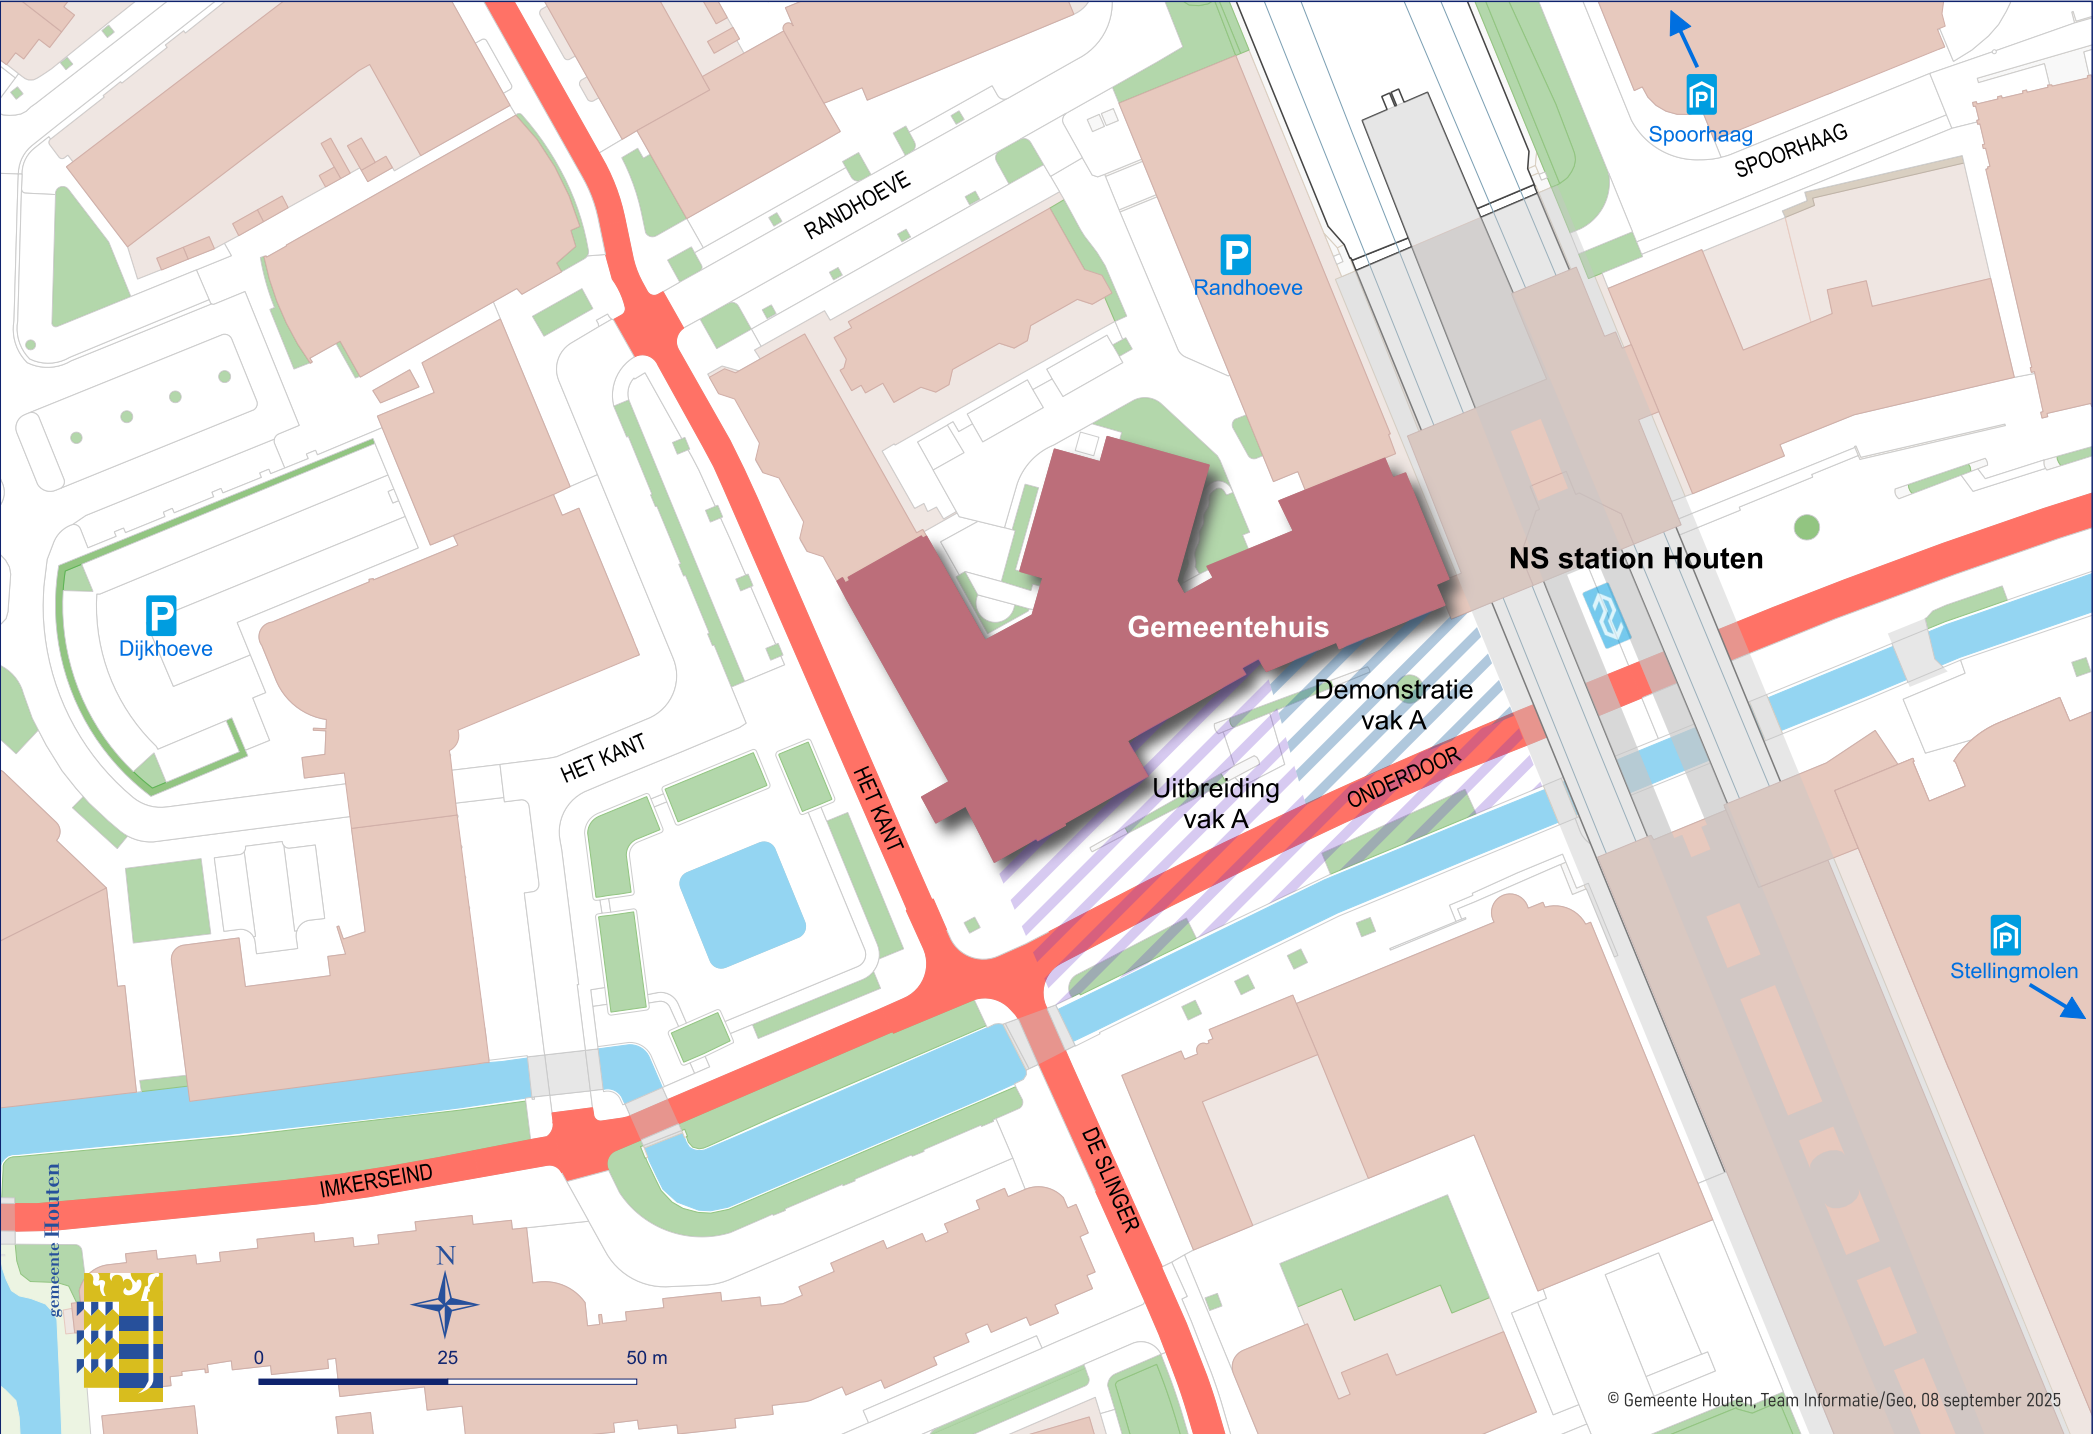 Spoorhaag
SPOORHAAG
RANDHOEVE
P
Randhoeve
NS station Houten
P
Dijkhoeve
Gemeentehuis
Demonstratie
vak A
HET KANT
HET KANT
Uitbreiding
vak A
ONDERDOOR
P
Stellingmolen
IMKERSEIND
DE SLINGER
gemeente Houten
N
0 25 50 m
© Gemeente Houten, Team Informatie/Geo, 08 september 2025
P